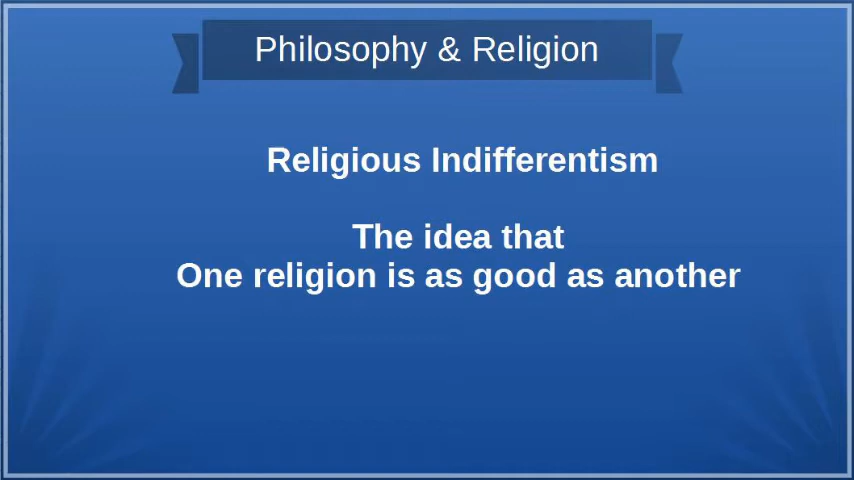 Philosophy & Religion
Religious Indifferentism
The idea that
One religion is as good as another